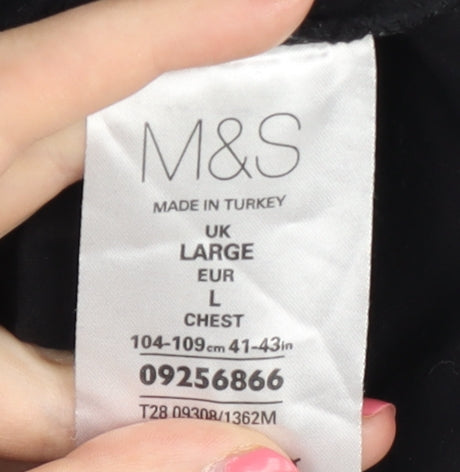 M&S
MADE IN TURKEY
UK
LARGE
EUR
L
CHEST
104-109cm 41-43in
09256866
T28 09308/1362M